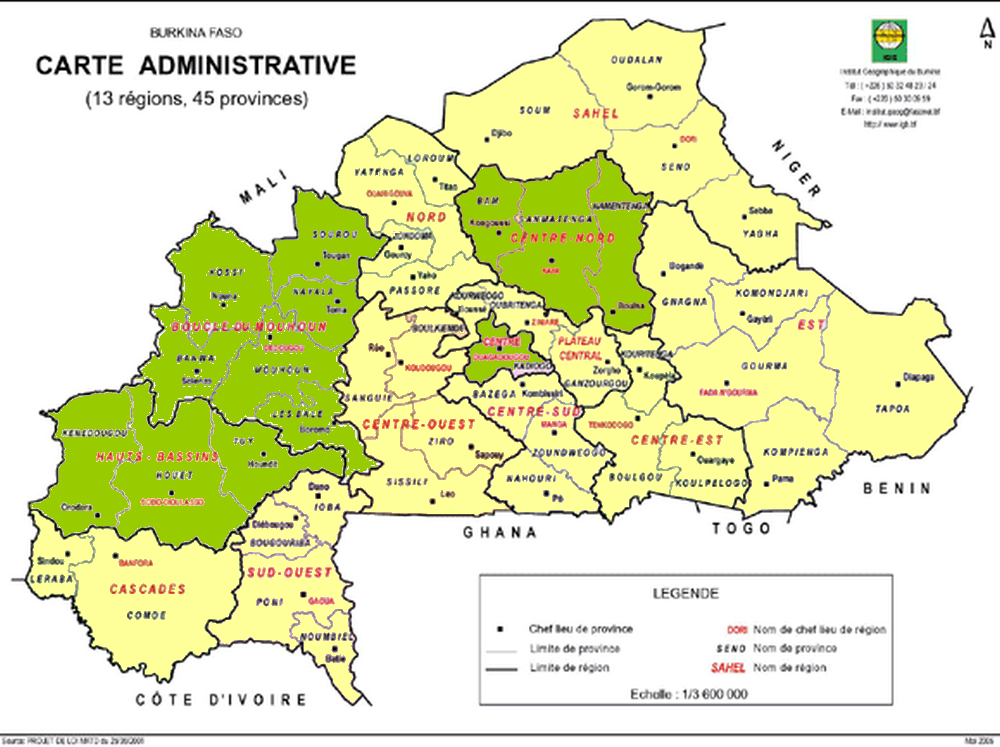 BURKINA FASO
CARTE ADMINISTRATIVE
(13 régions, 45 provinces)
Institut Géographique du Burkina
N
MALI
NIGER
BENIN
TOGO
GHANA
CÔTE D'IVOIRE
OUDALAN
Gorom-Gorom
SOUM
SAHEL
Djibo
DORI
SENO
Sebba
YAGHA
LOROUM
YATENGA
Titao
OUAHIGOUYA
NORD
Gourcy
Yako
PASSORE
BAM
Kongoussi
SANMATENGA
NAMENTENGA
CENTRE-NORD
KAYA
Boulsa
SOUROU
Tougan
KOSSI
Nouna
NAYALA
Toma
BOUCLE DU MOUHOUN
DEDOUGOU
BANWA
Solenzo
MOUHOUN
LES BALE
Boromo
Bogandé
GNAGNA
KOMONDJARI
Gayéri
EST
GOURMA
FADA N'GOURMA
Diapaga
TAPOA
KOMPIENGA
Pama
KOURWEOGO
Boussé
OUBRITENGA
ZINIARE
PLATEAU CENTRAL
Zorgho
GANZOURGOU
CENTRE
OUAGADOUGOU
KADIOGO
BOULKIEMDE
Réo
KOUDOUGOU
SANGUIE
CENTRE-OUEST
ZIRO
Sapouy
SISSILI
Leo
BAZEGA
Kombissiri
CENTRE-SUD
MANGA
ZOUNDWEOGO
NAHOURI
Pô
KOURITENGA
Koupéla
TENKODOGO
CENTRE-EST
Ouargaye
BOULGOU
KOULPELOGO
KENEDOUGOU
HAUTS-BASSINS
TUY
Houndé
HOUET
BOBO-DIOULASSO
Orodara
Sindou
LERABA
BANFORA
CASCADES
COMOE
Dano
IOBA
Diébougou
BOUGOURIBA
SUD-OUEST
PONI
GAOUA
NOUMBIEL
Batié
LEGENDE
Chef lieu de province
Limite de province
Limite de région
DORI Nom de chef lieu de région
SENO Nom de province
SAHEL Nom de région
Echelle : 1/3 600 000